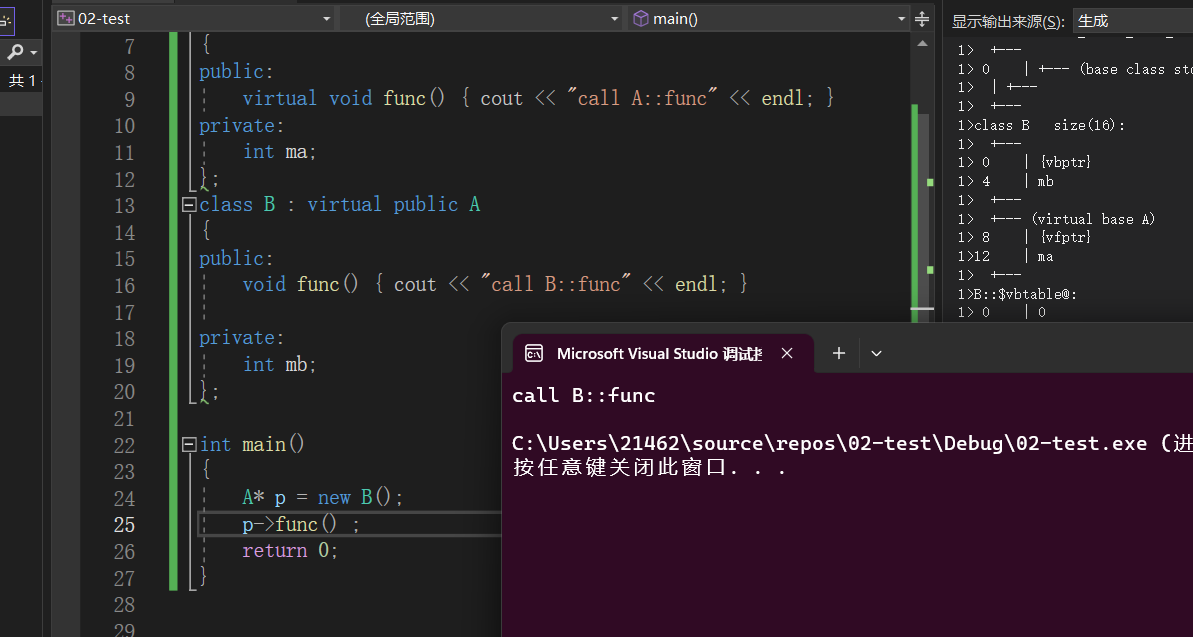 02-test
(全局范围)
main()
显示输出来源(S):
生成
共 1
7 {
8 public:
9 virtual void func() { cout << "call A::func" << endl; }
10 private:
11 int ma;
12 };
13 class B : virtual public A
14 {
15 public:
16 void func() { cout << "call B::func" << endl; }
17
18 private:
19 int mb;
20 };
21
22 int main()
23 {
24 A* p = new B();
25 p->func() ;
26 return 0;
27 }
28
29
1> +---
1> 0 | +--- (base class sto
1> | +---
1> +---
1>class B size(16):
1> +---
1> 0 | {vbptr}
1> 4 | mb
1> +---
1> +--- (virtual base A)
1> 8 | {vfptr}
1>12 | ma
1> +---
1>B::$vbtable@:
1> 0 | 0
Microsoft Visual Studio 调试
call B::func
C:\Users\21462\source\repos\02-test\Debug\02-test.exe (进
按任意键关闭此窗口. . .